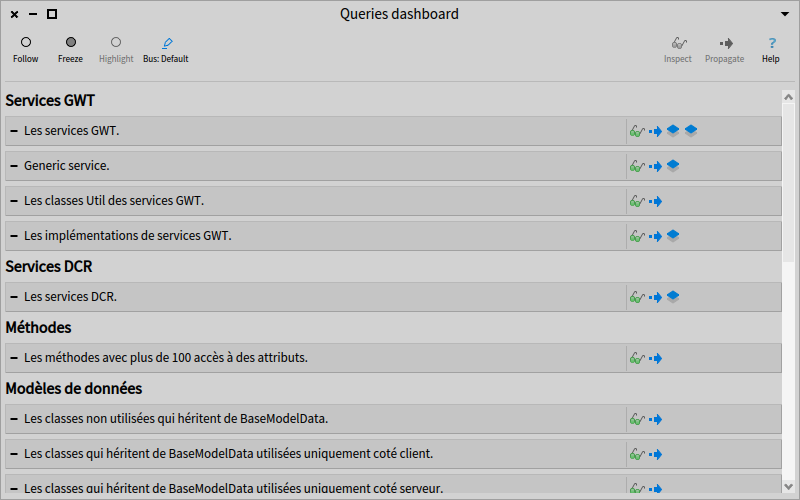 Queries dashboard
Follow Freeze Highlight Bus: Default Inspect Propagate Help
Services GWT
Les services GWT.
Generic service.
Les classes Util des services GWT.
Les implémentations de services GWT.
Services DCR
Les services DCR.
Méthodes
Les méthodes avec plus de 100 accès à des attributs.
Modèles de données
Les classes non utilisées qui héritent de BaseModelData.
Les classes qui héritent de BaseModelData utilisées uniquement coté client.
Les classes qui héritent de BaseModelData utilisées uniquement coté serveur.